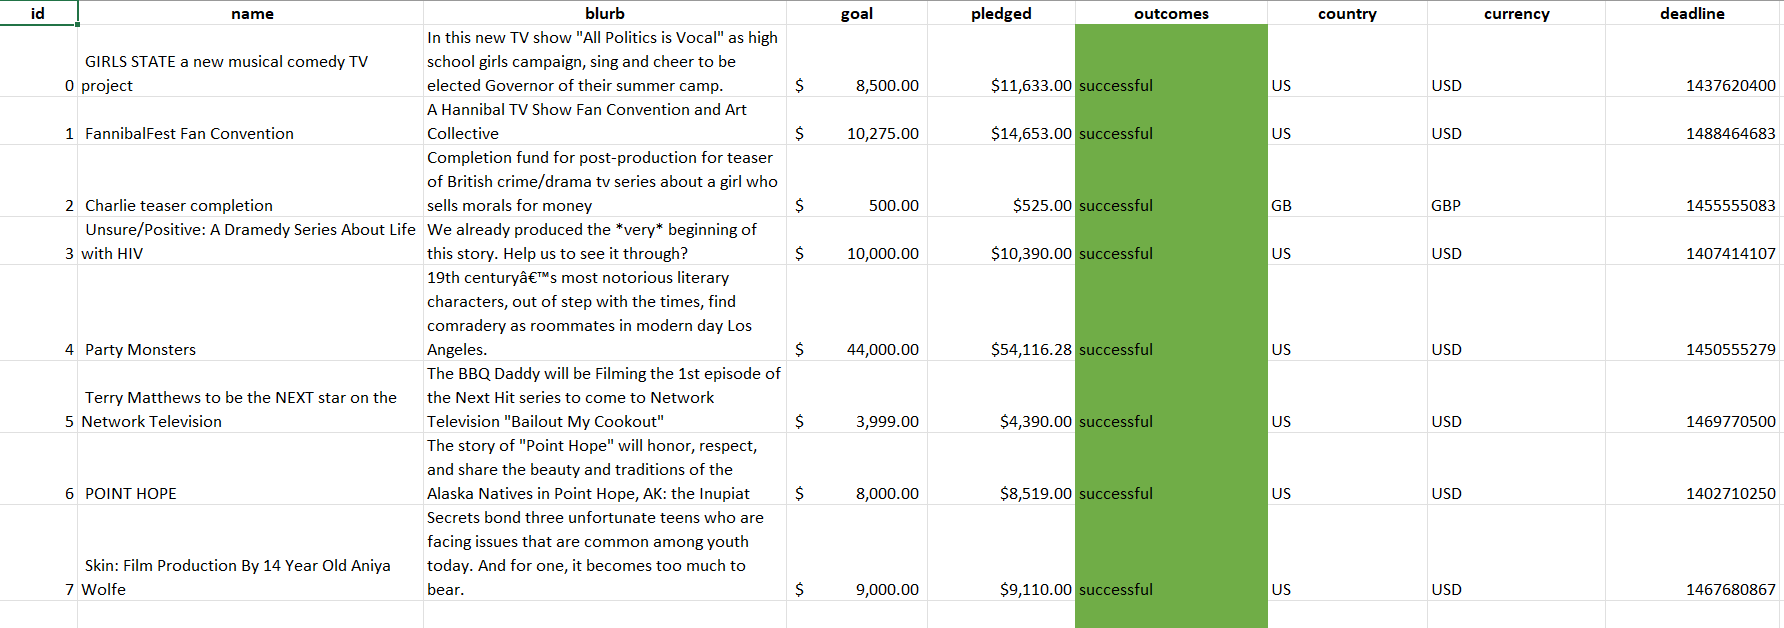 id name blurb goal pledged outcomes country currency deadline
In this new TV show "All Politics is Vocal" as high
GIRLS STATE a new musical comedy TV school girls campaign, sing and cheer to be
0 project elected Governor of their summer camp. $ 8,500.00 $11,633.00 successful US USD 1437620400
A Hannibal TV Show Fan Convention and Art
1 FannibalFest Fan Convention Collective $ 10,275.00 $14,653.00 successful US USD 1488464683
Completion fund for post-production for teaser
of British crime/drama tv series about a girl who
2 Charlie teaser completion sells morals for money $ 500.00 $525.00 successful GB GBP 1455555083
Unsure/Positive: A Dramedy Series About Life We already produced the *very* beginning of
3 with HIV this story. Help us to see it through? $ 10,000.00 $10,390.00 successful US USD 1407414107
19th centuryâ€™s most notorious literary
characters, out of step with the times, find
comradery as roommates in modern day Los
4 Party Monsters Angeles. $ 44,000.00 $54,116.28 successful US USD 1450555279
The BBQ Daddy will be Filming the 1st episode of
Terry Matthews to be the NEXT star on the the Next Hit series to come to Network
5 Network Television Television "Bailout My Cookout" $ 3,999.00 $4,390.00 successful US USD 1469770500
The story of "Point Hope" will honor, respect,
and share the beauty and traditions of the
6 POINT HOPE Alaska Natives in Point Hope, AK: the Inupiat $ 8,000.00 $8,519.00 successful US USD 1402710250
Secrets bond three unfortunate teens who are
facing issues that are common among youth
Skin: Film Production By 14 Year Old Aniya today. And for one, it becomes too much to
7 Wolfe bear. $ 9,000.00 $9,110.00 successful US USD 1467680867